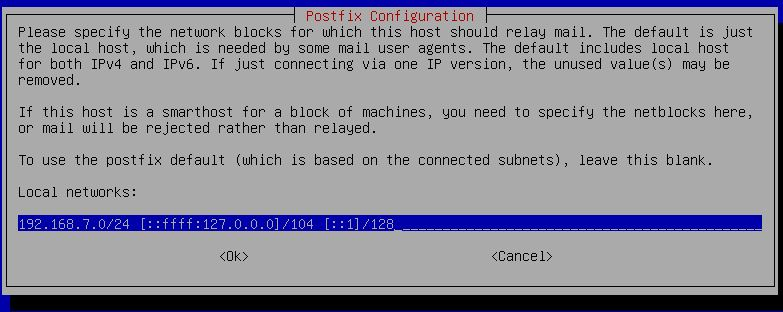 Postfix Configuration
Please specify the network blocks for which this host should relay mail. The default is just
the local host, which is needed by some mail user agents. The default includes local host
for both IPv4 and IPv6. If just connecting via one IP version, the unused value(s) may be
removed.
If this host is a smarthost for a block of machines, you need to specify the netblocks here,
or mail will be rejected rather than relayed.
To use the postfix default (which is based on the connected subnets), leave this blank.
Local networks:
192.168.7.0/24 [::ffff:127.0.0.0]/104 [::1]/128
<Ok> <Cancel>